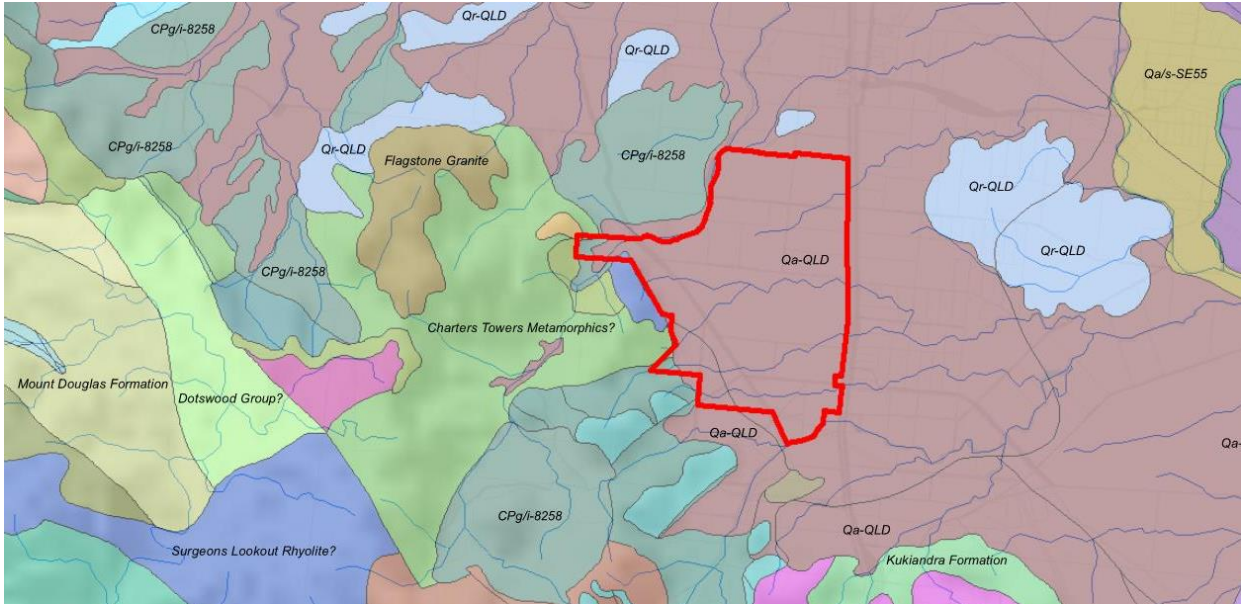 Qr-QLD
CPg/i-8258
Qr-QLD
Qa/s-SE55
CPg/i-8258
Qr-QLD
Flagstone Granite
CPg/i-8258
Qr-QLD
Qr-QLD
Qa-QLD
CPg/i-8258
Charters Towers Metamorphics?
Mount Douglas Formation
Dotswood Group?
Qa-QLD
Qa-
CPg/i-8258
Qa-QLD
Surgeons Lookout Rhyolite?
Kukiandra Formation